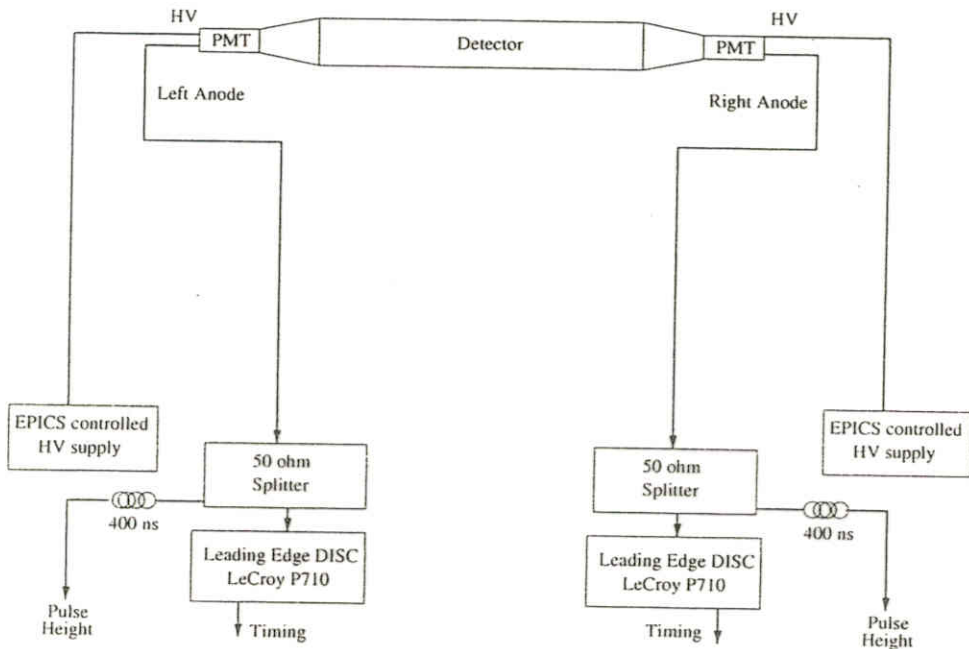 HV
HV
PMT
Detector
PMT
Left Anode
Right Anode
EPICS controlled
HV supply
EPICS controlled
HV supply
50 ohm
Splitter
50 ohm
Splitter
400 ns
400 ns
Leading Edge DISC
LeCroy P710
Leading Edge DISC
LeCroy P710
Pulse
Height
Timing
Timing
Pulse
Height